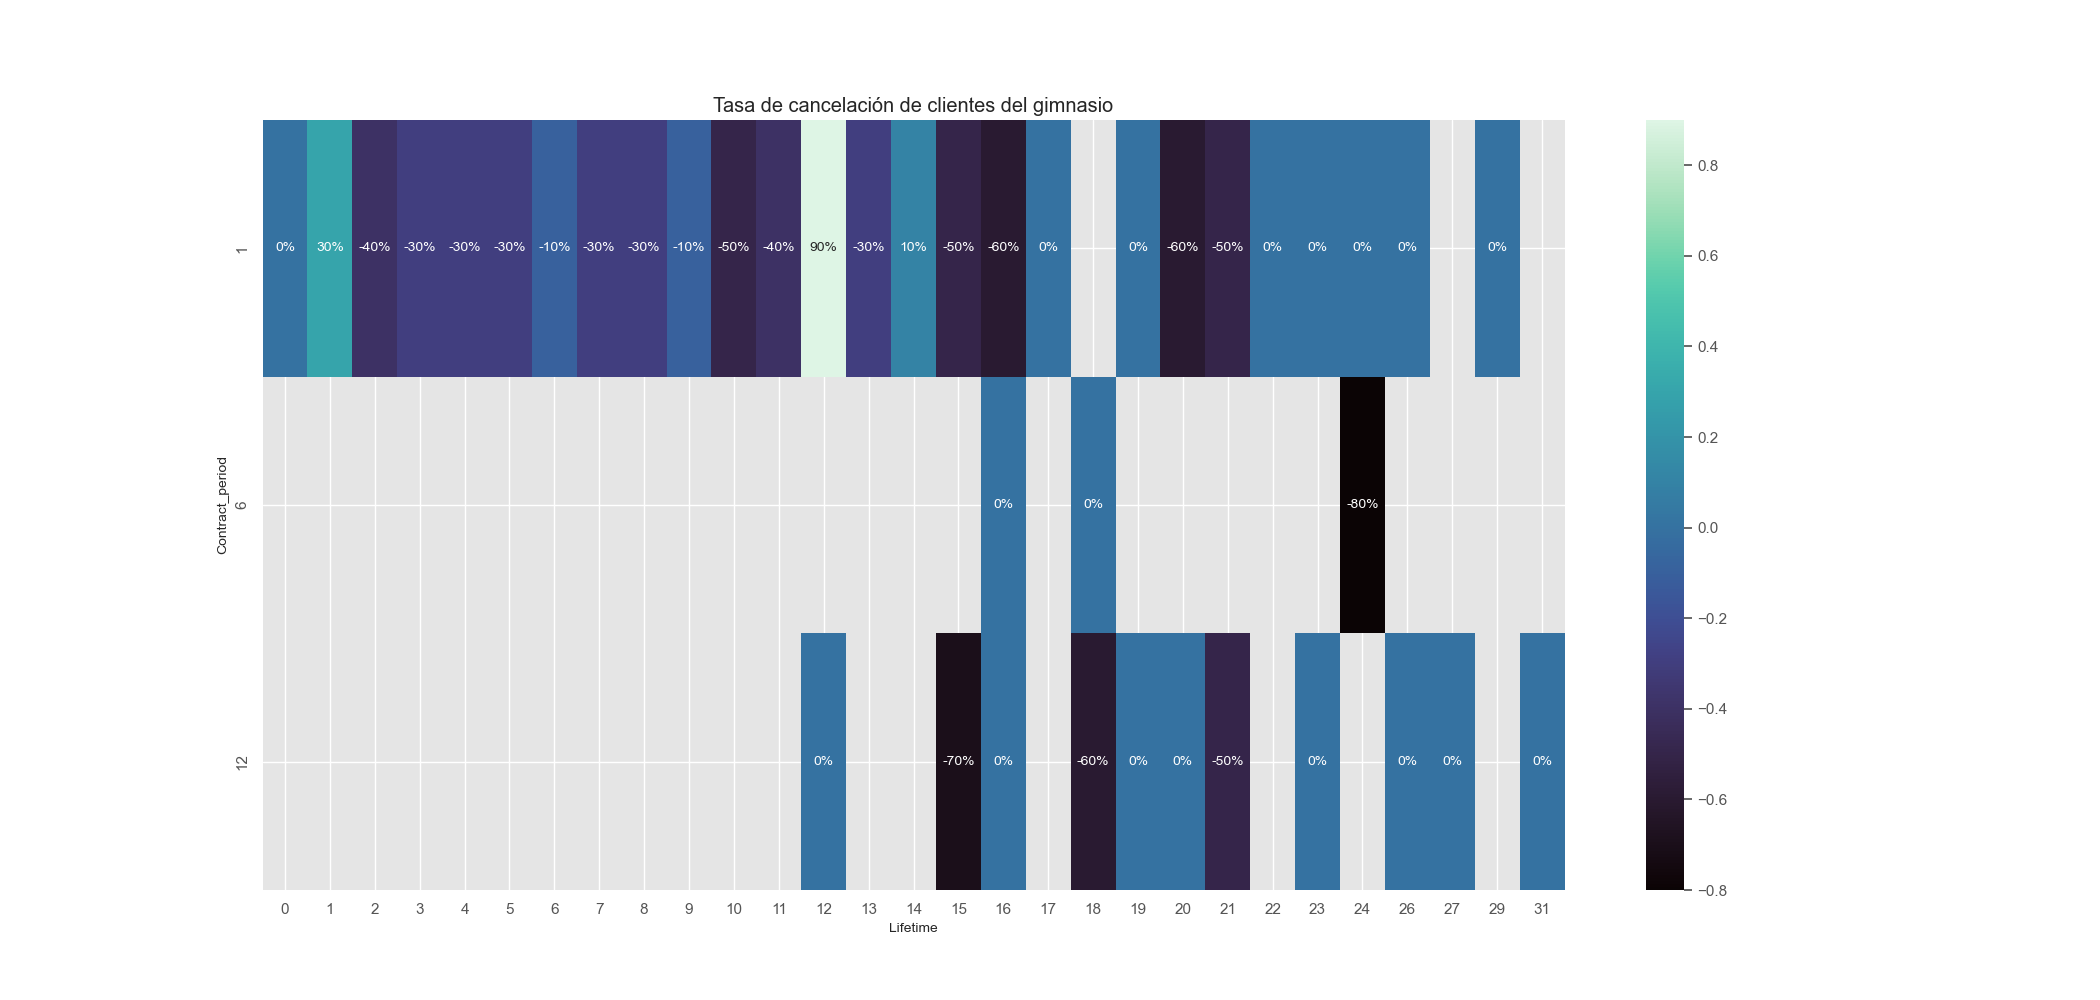 Tasa de cancelación de clientes del gimnasio
0% 30% -40% -30% -30% -30% -10% -30% -30% -10% -50% -40% 90% -30% 10% -50% -60% 0% 0% -60% -50% 0% 0% 0% 0% 0%
0% 0% -80%
0% -70% 0% -60% 0% 0% -50% 0% 0% 0% 0%
1
6
12
Contract_period
0 1 2 3 4 5 6 7 8 9 10 11 12 13 14 15 16 17 18 19 20 21 22 23 24 26 27 29 31
Lifetime
0.8
0.6
0.4
0.2
0.0
−0.2
−0.4
−0.6
−0.8